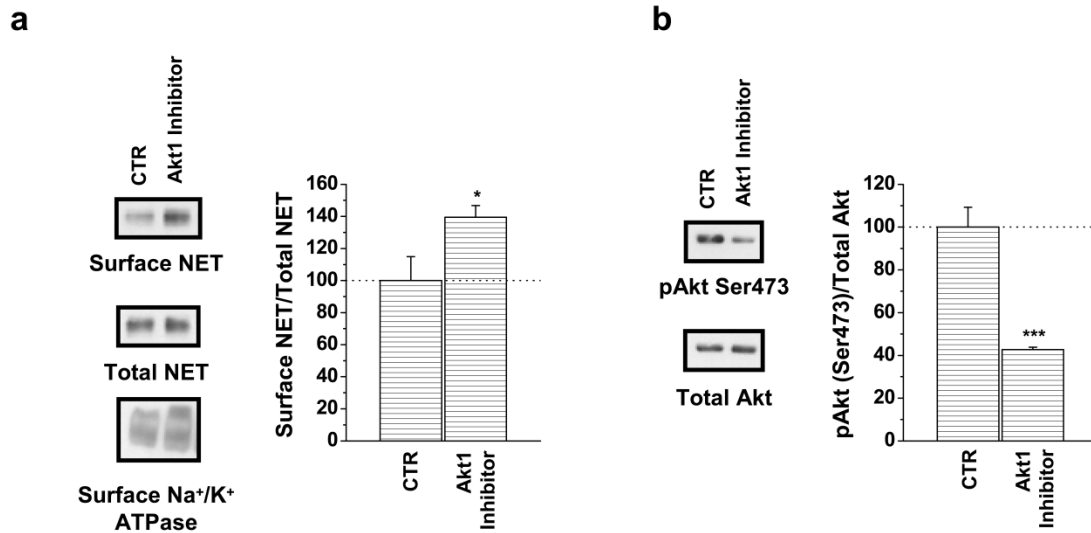 a
CTR
Akt1 Inhibitor
Surface NET
Total NET
Surface Na⁺/K⁺
ATPase
Surface NET/Total NET
160
140
120
100
80
60
40
20
0
*
CTR
Akt1
Inhibitor
b
CTR
Akt1 Inhibitor
pAkt Ser473
Total Akt
pAkt (Ser473)/Total Akt
120
100
80
60
40
20
0
***
CTR
Akt1
Inhibitor